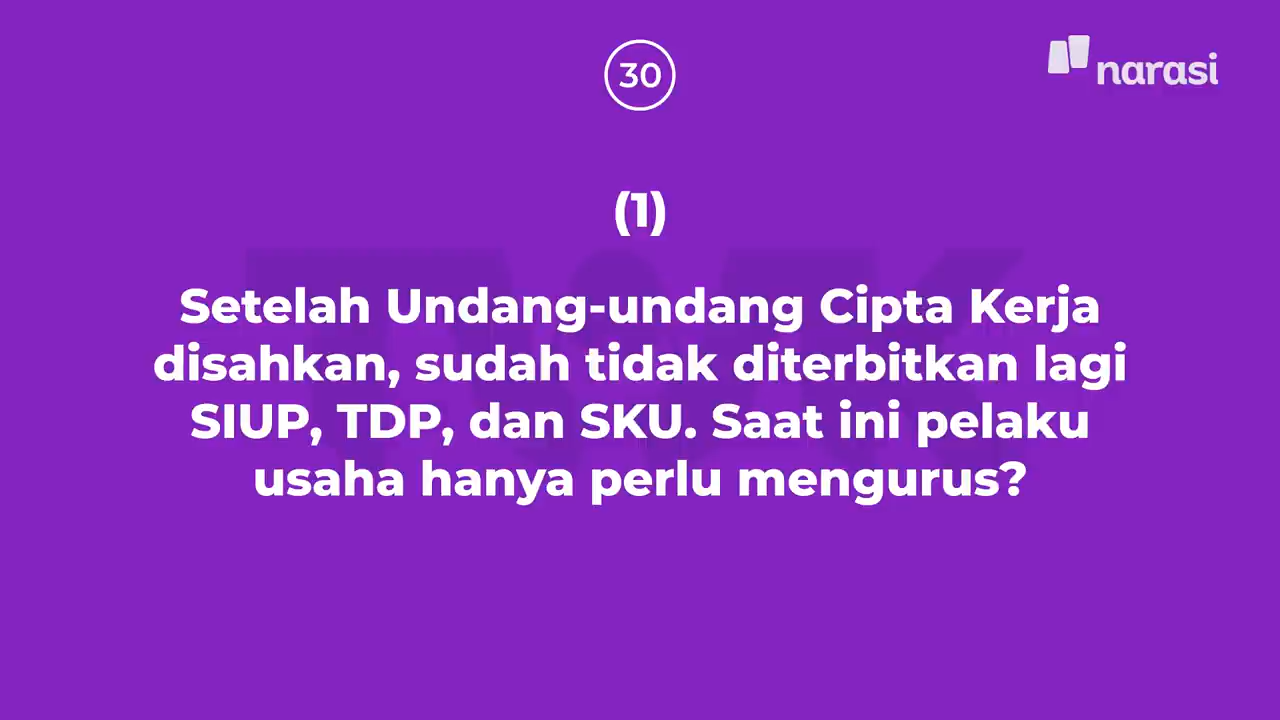 30
narasi
(1)
Setelah Undang-undang Cipta Kerja
disahkan, sudah tidak diterbitkan lagi
SIUP, TDP, dan SKU. Saat ini pelaku
usaha hanya perlu mengurus?
TWK